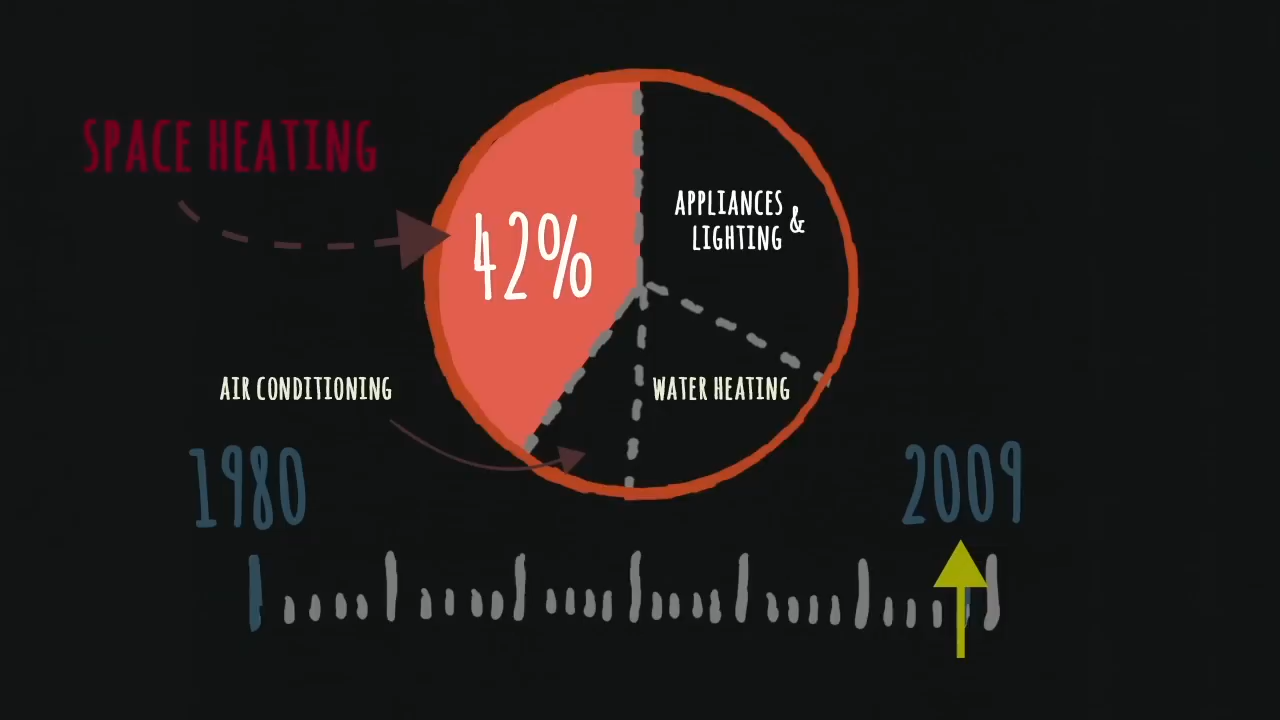 SPACE HEATING
42%
APPLIANCES &
LIGHTING
AIR CONDITIONING
WATER HEATING
1980
2009